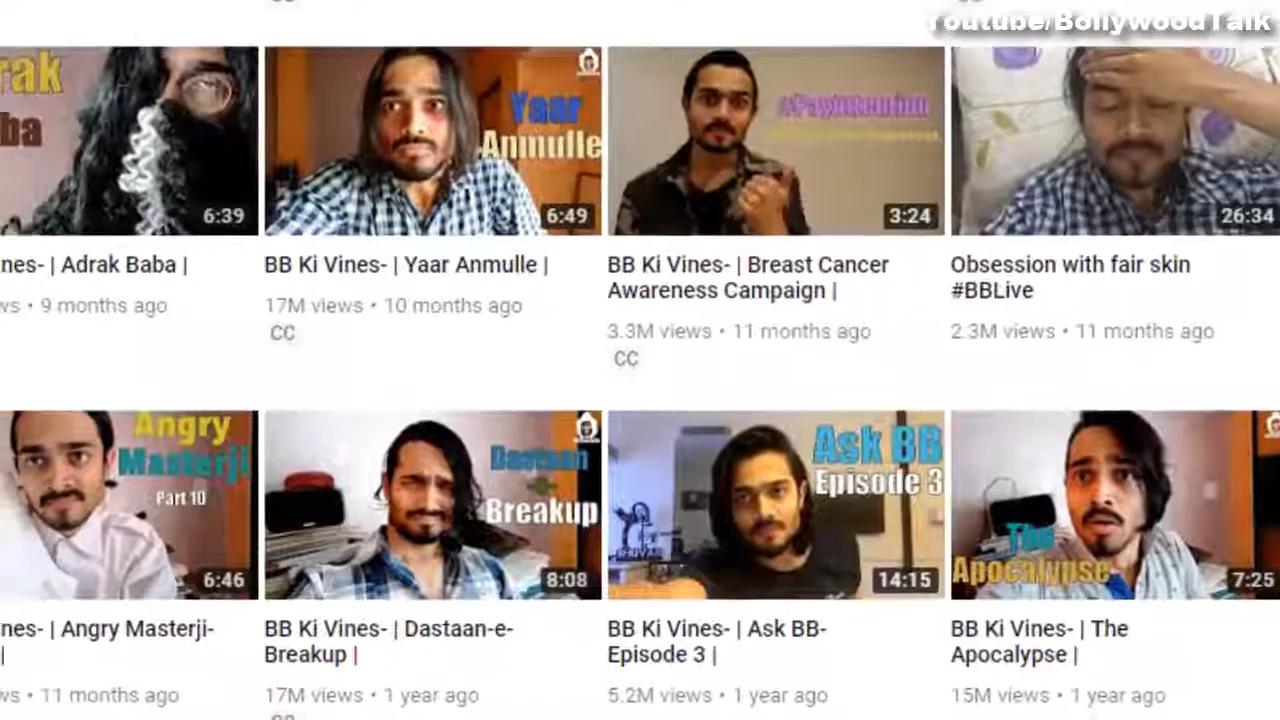 Youtube/BollywoodTalk
rak
ba
6:39
Yaar
Anmulle
6:49
3:24
26:34
nes- | Adrak Baba |
BB Ki Vines- | Yaar Anmulle |
BB Ki Vines- | Breast Cancer
Awareness Campaign |
Obsession with fair skin
#BBLive
ws • 9 months ago
17M views • 10 months ago
CC
3.3M views • 11 months ago
CC
2.3M views • 11 months ago
Angry
Masterji
Part 10
6:46
Dastaan
Breakup
8:08
Ask BB
Episode 3
14:15
The
Apocalypse
7:25
nes- | Angry Masterji-
|
BB Ki Vines- | Dastaan-e-
Breakup |
BB Ki Vines- | Ask BB-
Episode 3 |
BB Ki Vines- | The
Apocalypse |
ws • 11 months ago
17M views • 1 year ago
5.2M views • 1 year ago
15M views • 1 year ago